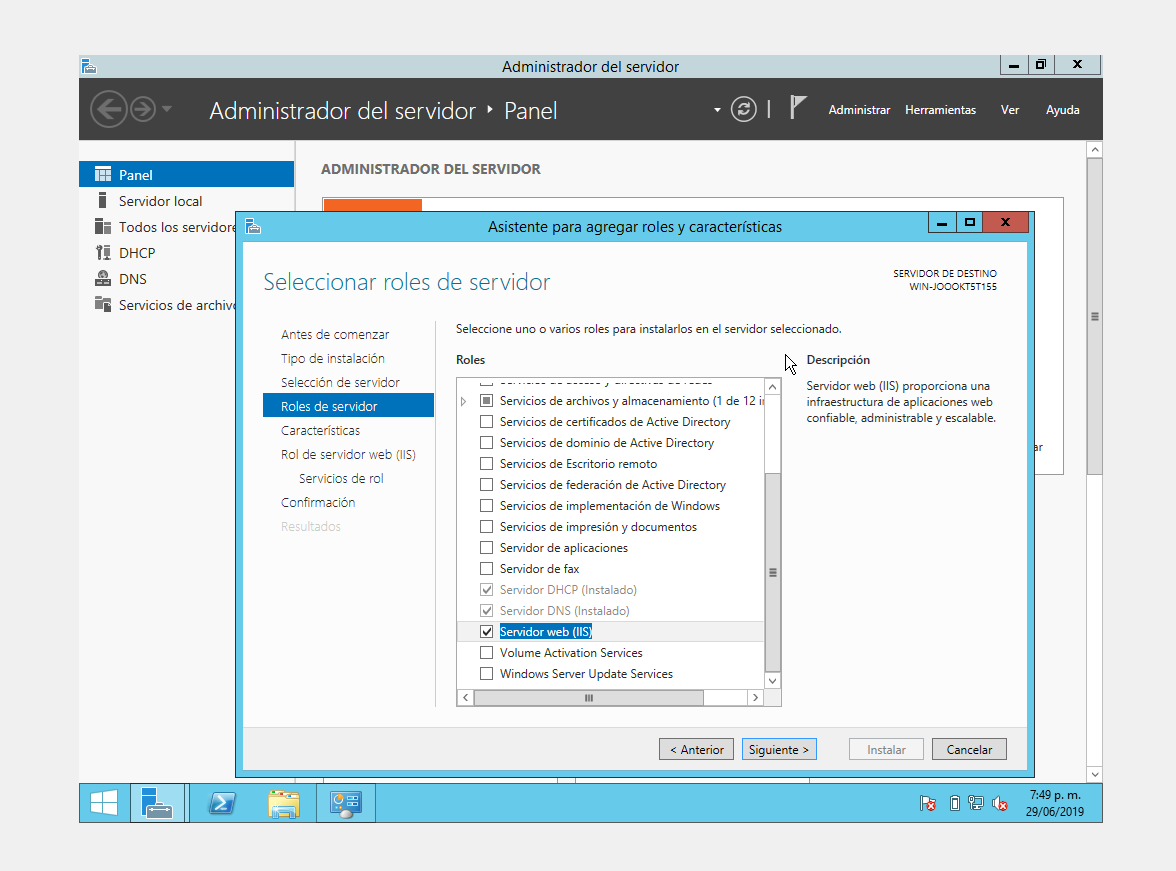 Administrador del servidor
Administrador del servidor ‣ Panel
Administrar Herramientas Ver Ayuda
Panel
Servidor local
Todos los servidore
DHCP
DNS
Servicios de archivo
ADMINISTRADOR DEL SERVIDOR
Asistente para agregar roles y características
Seleccionar roles de servidor
SERVIDOR DE DESTINO
WIN-JOOOKT5T155
Antes de comenzar
Tipo de instalación
Selección de servidor
Roles de servidor
Características
Rol de servidor web (IIS)
Servicios de rol
Confirmación
Resultados
Seleccione uno o varios roles para instalarlos en el servidor seleccionado.
Roles
Servicios de archivos y almacenamiento (1 de 12 i
Servicios de certificados de Active Directory
Servicios de dominio de Active Directory
Servicios de Escritorio remoto
Servicios de federación de Active Directory
Servicios de implementación de Windows
Servicios de impresión y documentos
Servidor de aplicaciones
Servidor de fax
Servidor DHCP (Instalado)
Servidor DNS (Instalado)
Servidor web (IIS)
Volume Activation Services
Windows Server Update Services
Descripción
Servidor web (IIS) proporciona una
infraestructura de aplicaciones web
confiable, administrable y escalable.
ar
< Anterior
Siguiente >
Instalar
Cancelar
7:49 p. m.
29/06/2019